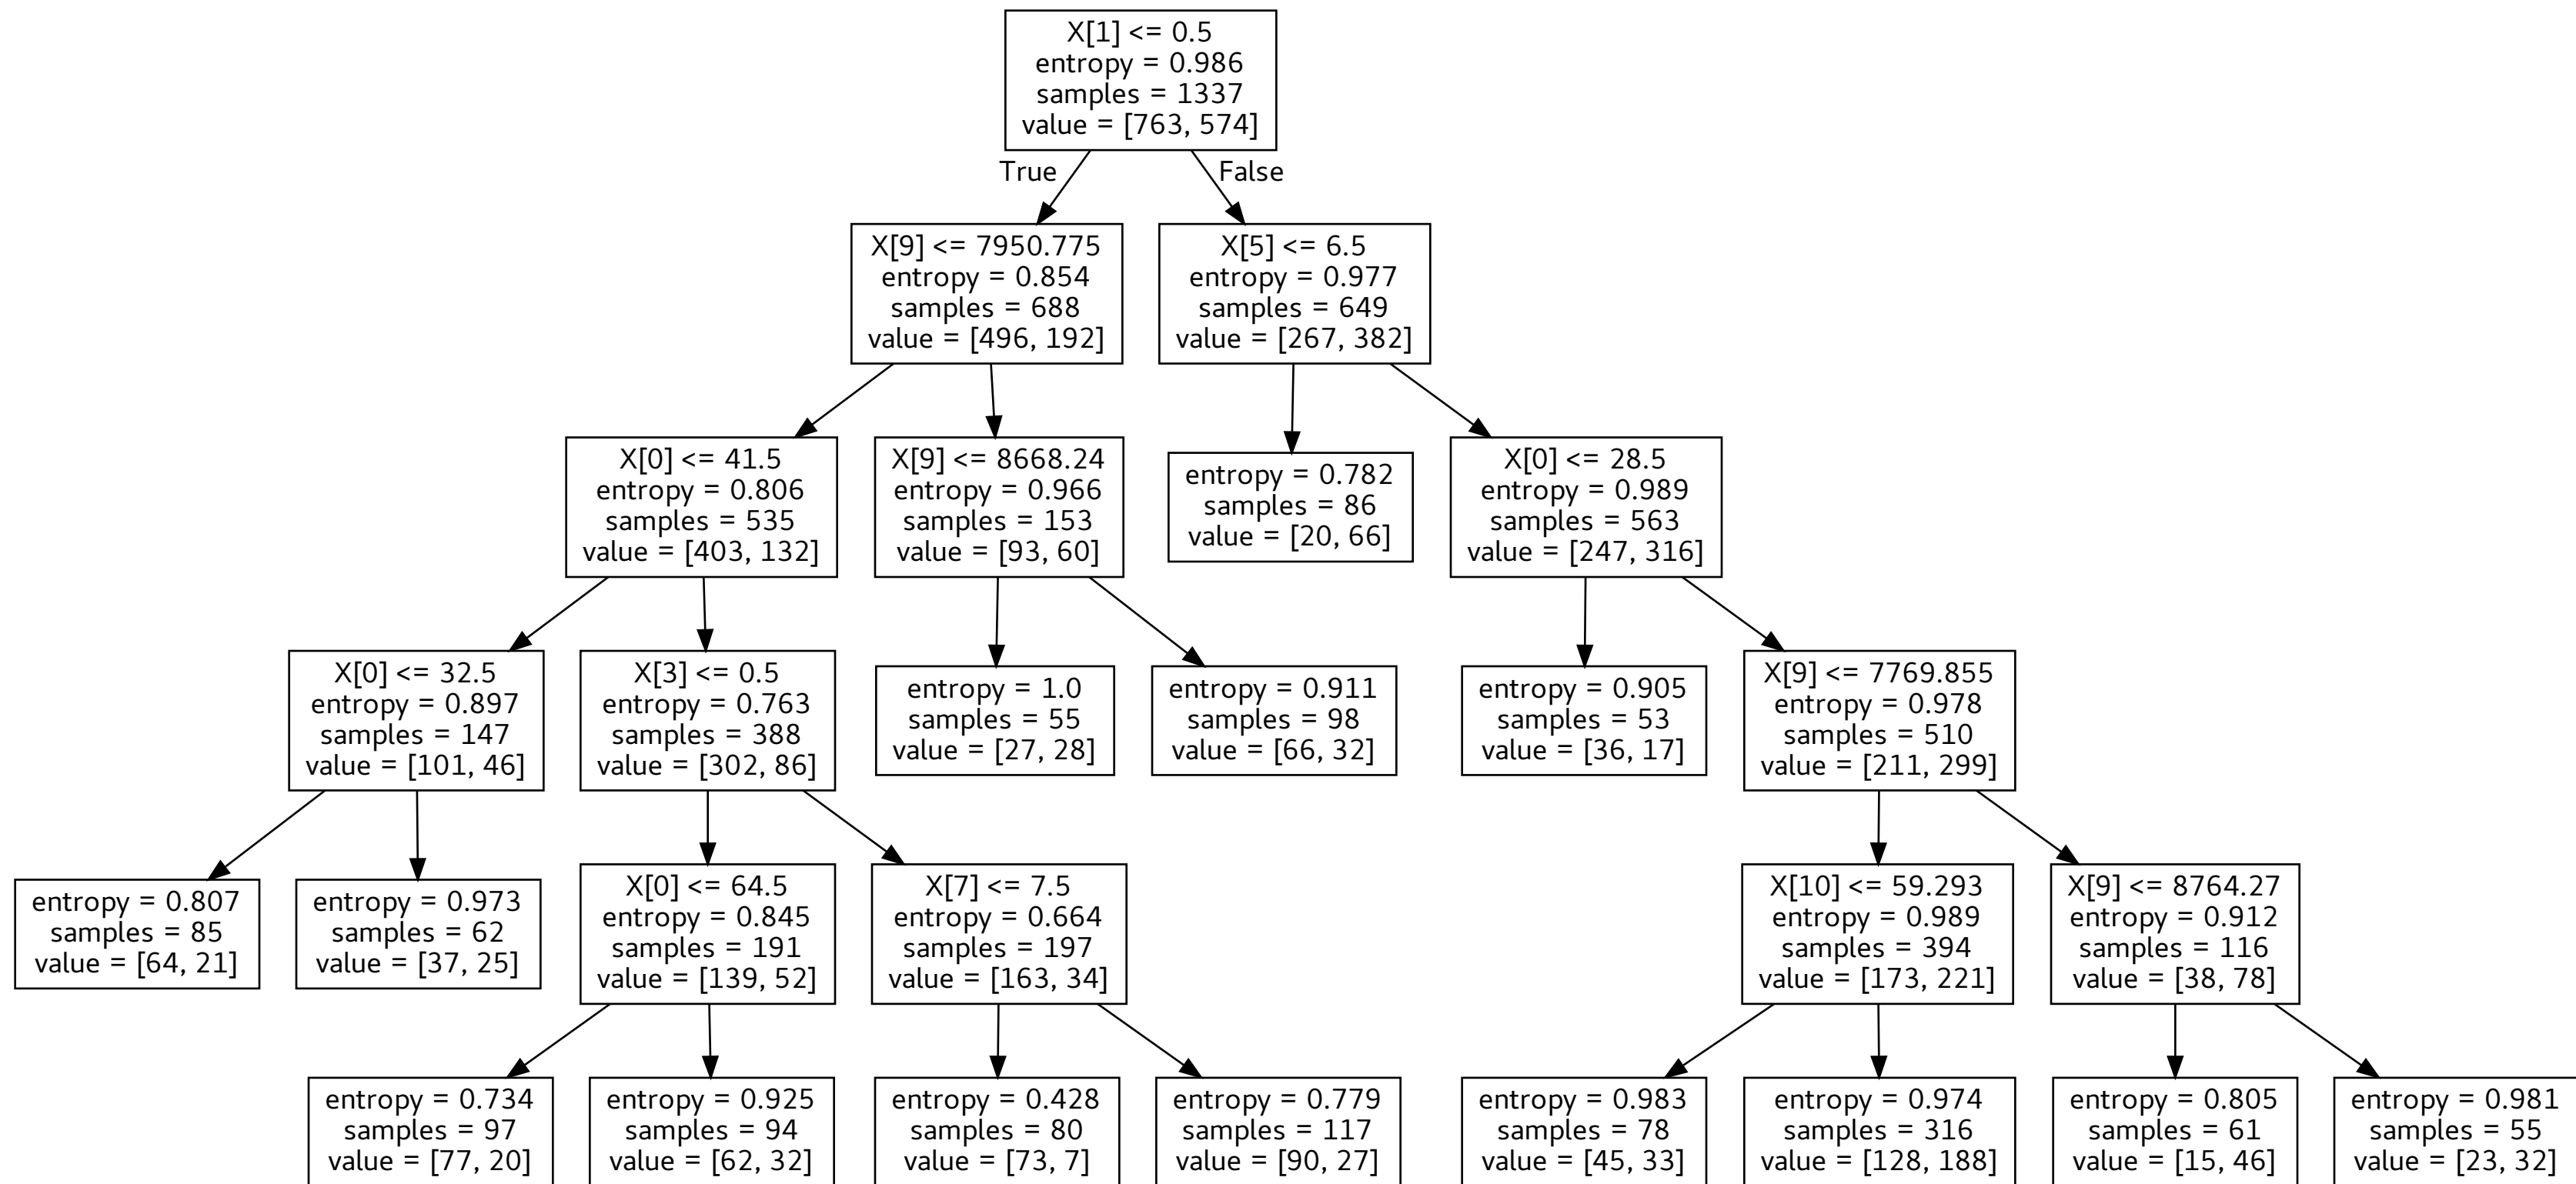 X[1] <= 0.5
entropy = 0.986
samples = 1337
value = [763, 574]
True
False
X[9] <= 7950.775
entropy = 0.854
samples = 688
value = [496, 192]
X[5] <= 6.5
entropy = 0.977
samples = 649
value = [267, 382]
X[0] <= 41.5
entropy = 0.806
samples = 535
value = [403, 132]
X[9] <= 8668.24
entropy = 0.966
samples = 153
value = [93, 60]
entropy = 0.782
samples = 86
value = [20, 66]
X[0] <= 28.5
entropy = 0.989
samples = 563
value = [247, 316]
X[0] <= 32.5
entropy = 0.897
samples = 147
value = [101, 46]
X[3] <= 0.5
entropy = 0.763
samples = 388
value = [302, 86]
entropy = 1.0
samples = 55
value = [27, 28]
entropy = 0.911
samples = 98
value = [66, 32]
entropy = 0.905
samples = 53
value = [36, 17]
X[9] <= 7769.855
entropy = 0.978
samples = 510
value = [211, 299]
entropy = 0.807
samples = 85
value = [64, 21]
entropy = 0.973
samples = 62
value = [37, 25]
X[0] <= 64.5
entropy = 0.845
samples = 191
value = [139, 52]
X[7] <= 7.5
entropy = 0.664
samples = 197
value = [163, 34]
X[10] <= 59.293
entropy = 0.989
samples = 394
value = [173, 221]
X[9] <= 8764.27
entropy = 0.912
samples = 116
value = [38, 78]
entropy = 0.734
samples = 97
value = [77, 20]
entropy = 0.925
samples = 94
value = [62, 32]
entropy = 0.428
samples = 80
value = [73, 7]
entropy = 0.779
samples = 117
value = [90, 27]
entropy = 0.983
samples = 78
value = [45, 33]
entropy = 0.974
samples = 316
value = [128, 188]
entropy = 0.805
samples = 61
value = [15, 46]
entropy = 0.981
samples = 55
value = [23, 32]